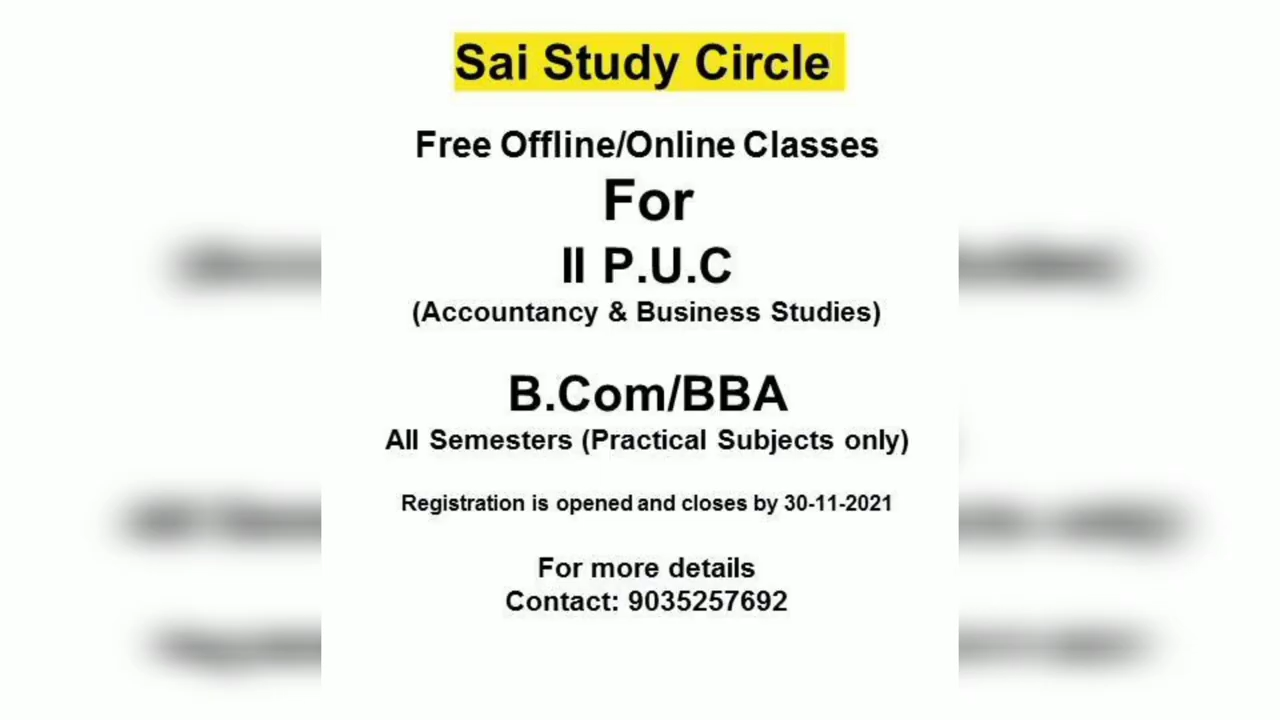 Sai Study Circle
Free Offline/Online Classes
For
II P.U.C
(Accountancy & Business Studies)
B.Com/BBA
All Semesters (Practical Subjects only)
Registration is opened and closes by 30-11-2021
For more details
Contact: 9035257692